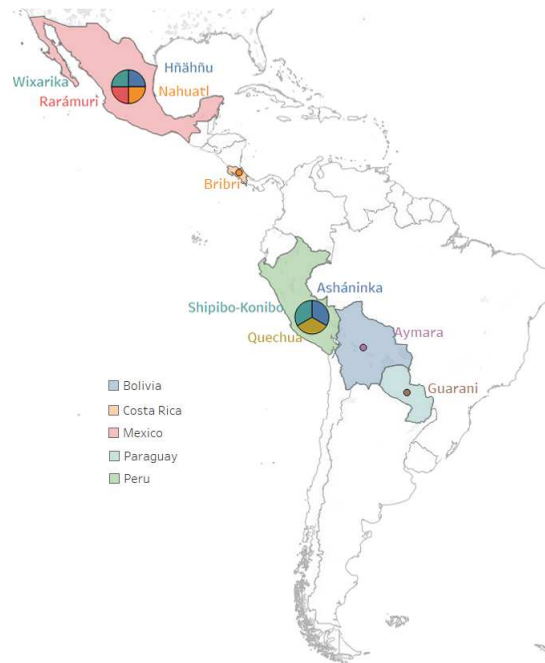 Hñähñu
Wixarika
Nahuatl
Rarámuri
Bribri
Asháninka
Shipibo-Konibo
Quechua
Aymara
Guarani
Bolivia
Costa Rica
Mexico
Paraguay
Peru